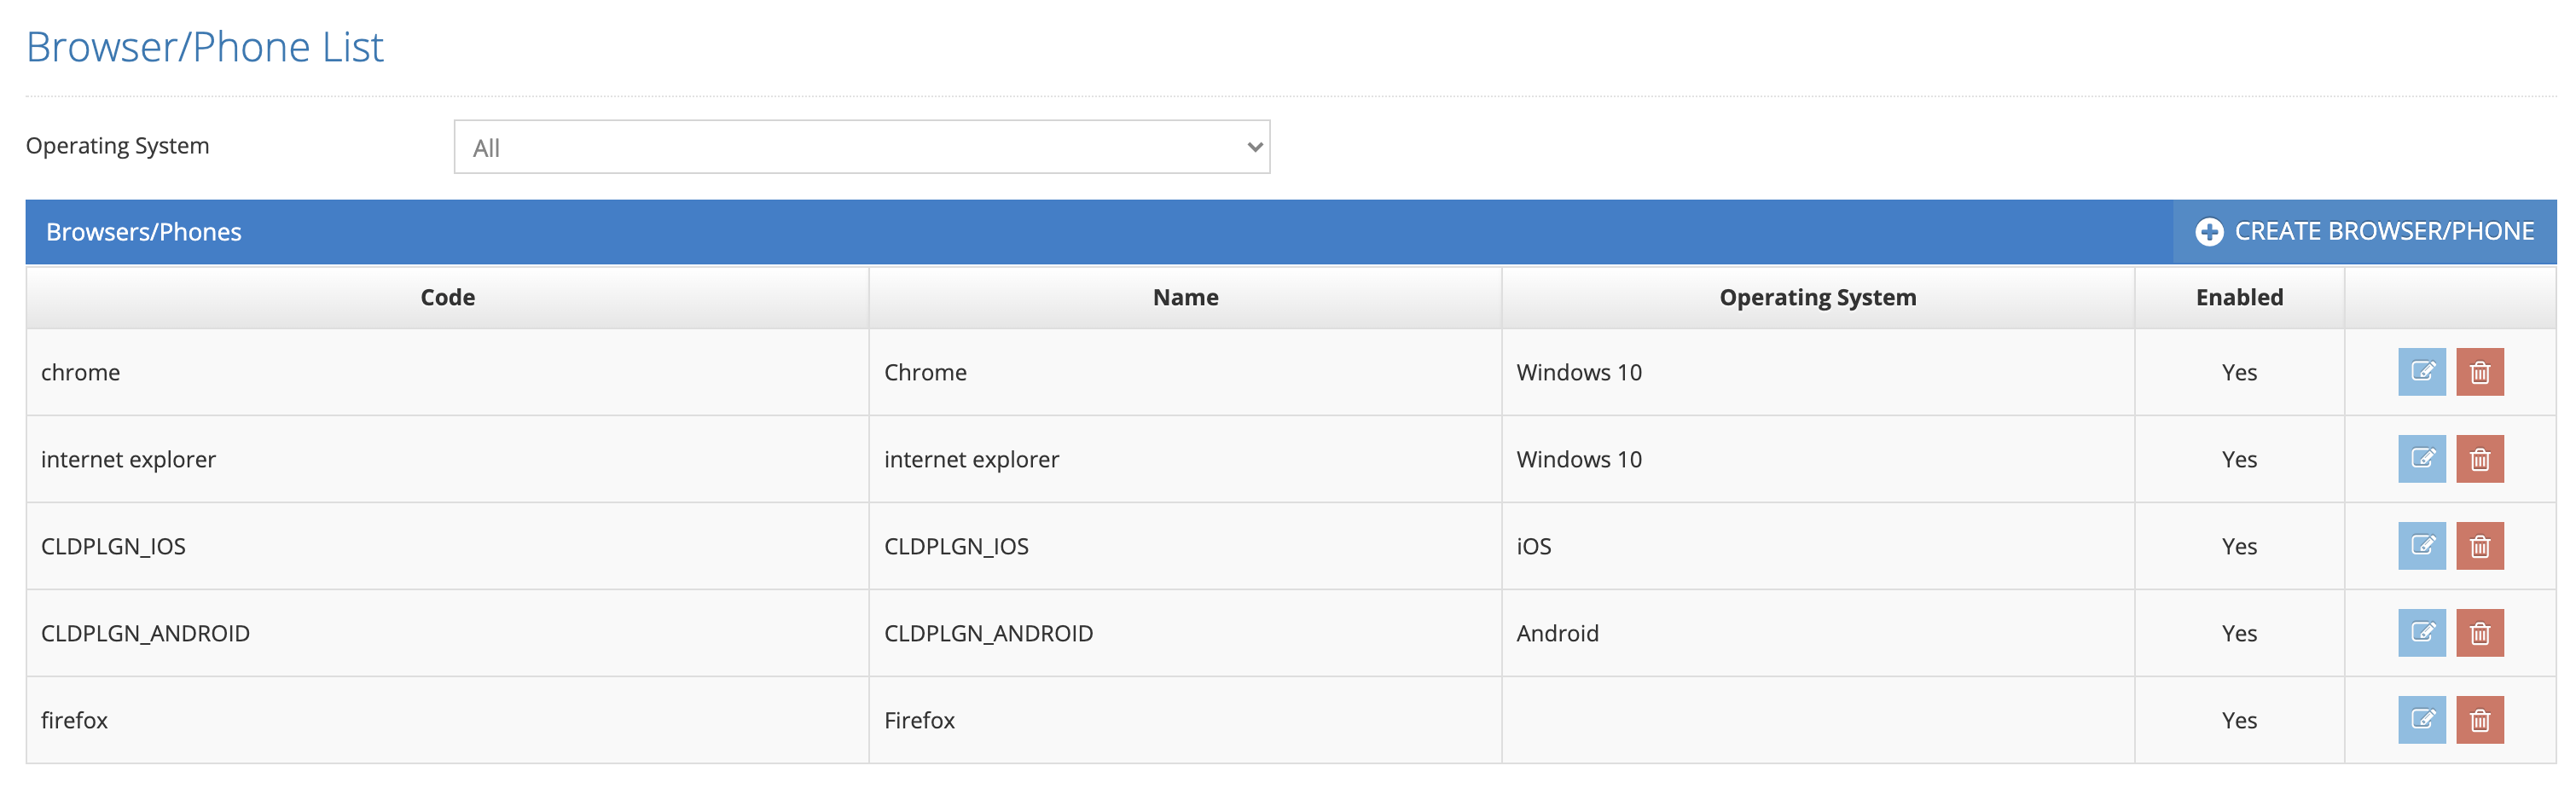 Browser/Phone List
Operating System All
Browsers/Phones CREATE BROWSER/PHONE
Code Name Operating System Enabled
chrome Chrome Windows 10 Yes
internet explorer internet explorer Windows 10 Yes
CLDPLGN_IOS CLDPLGN_IOS iOS Yes
CLDPLGN_ANDROID CLDPLGN_ANDROID Android Yes
firefox Firefox Yes